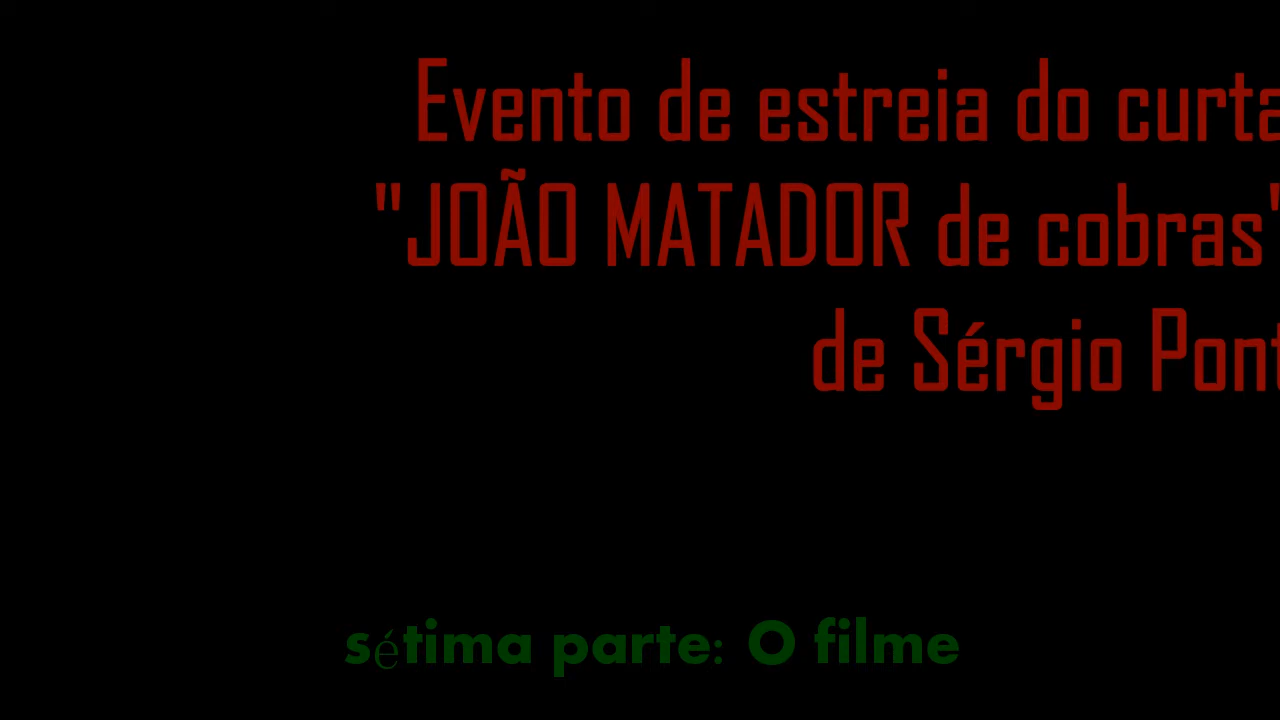 Evento de estreia do curta
"JOÃO MATADOR de cobras"
de Sérgio Pont
sétima parte: O filme